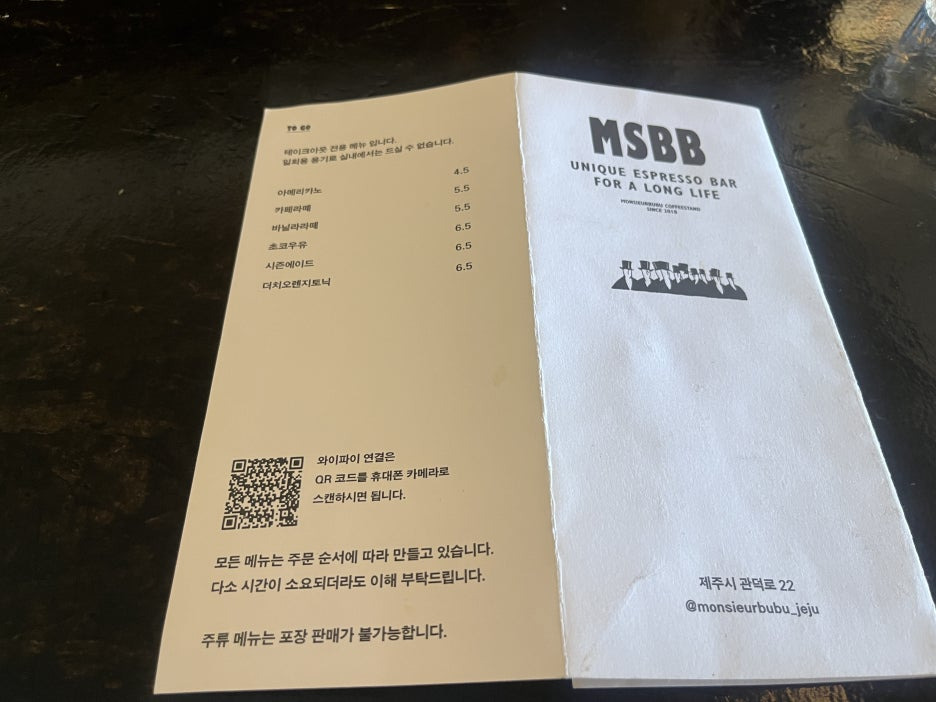 TO GO
테이크아웃 전용 메뉴 입니다.
일회용 용기로 실내에서는 드실 수 없습니다.
아메리카노 4.5
카페라떼 5.5
바닐라라떼 5.5
초코우유 6.5
시즌에이드 6.5
더치오렌지토닉 6.5
와이파이 연결은
QR 코드를 휴대폰 카메라로
스캔하시면 됩니다.
모든 메뉴는 주문 순서에 따라 만들고 있습니다.
다소 시간이 소요되더라도 이해 부탁드립니다.
주류 메뉴는 포장 판매가 불가능합니다.
MSBB
UNIQUE ESPRESSO BAR
FOR A LONG LIFE
MONSIEURBUBU COFFEESTAND
SINCE 2018
제주시 관덕로 22
@monsieurbubu_jeju